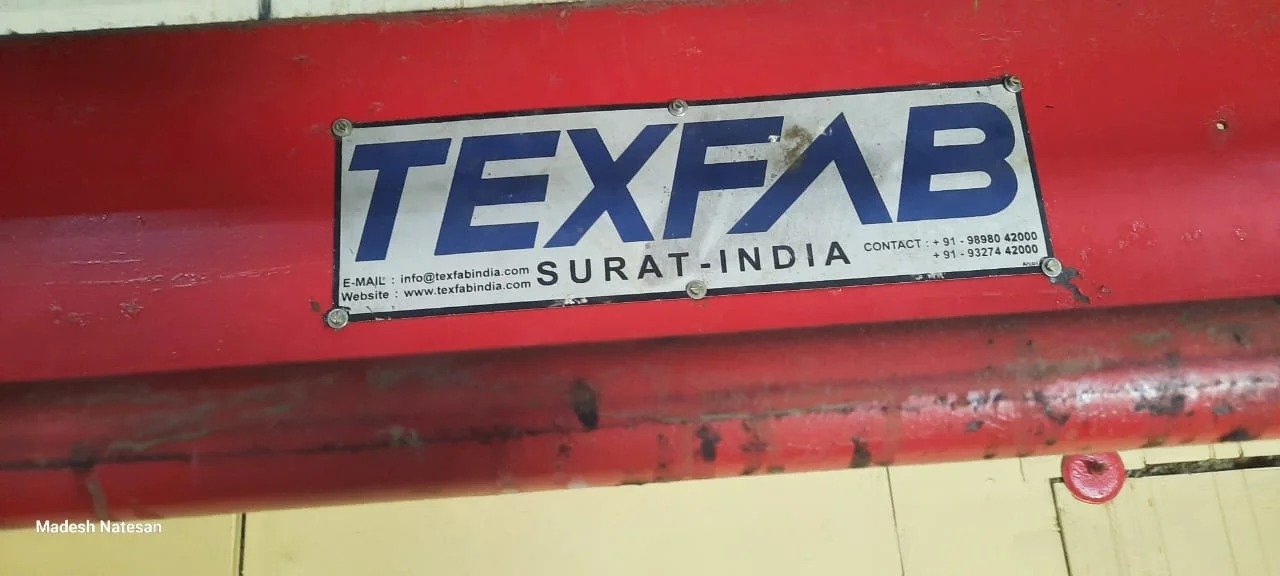 TEXFAB
SURAT-INDIA
E-MAIL : info@texfabindia.com
Website : www.texfabindia.com
CONTACT : + 91 - 98980 42000
+ 91 - 93274 42000
Madesh Natesan